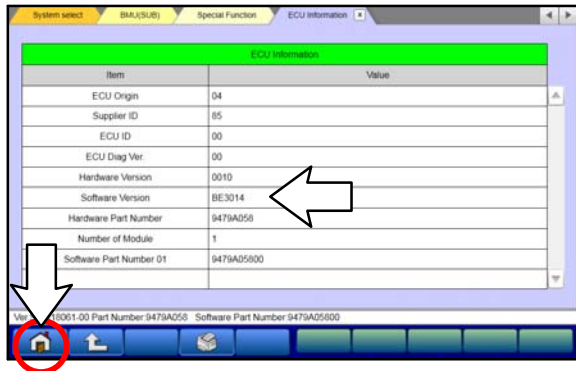 System select BMU(SUB) Special Function ECU Information
ECU Information
Item Value
ECU Origin 04
Supplier ID 85
ECU ID 00
ECU Diag Ver. 00
Hardware Version 0010
Software Version BE3014
Hardware Part Number 9479A058
Number of Module 1
Software Part Number 01 9479A05800
18061-00 Part Number:9479A058 Software Part Number:9479A05800